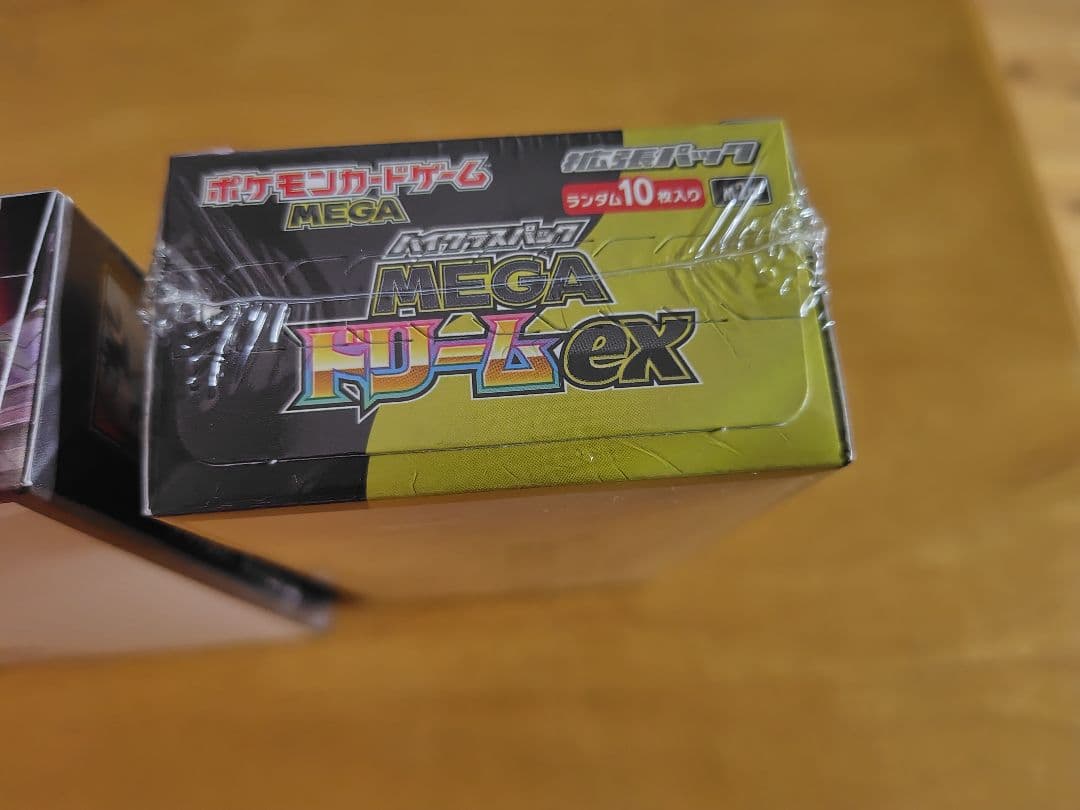 ポケモンカードゲーム
MEGA
拡張パック
ランダム10枚入り
ハイクラスパック
MEGA
ドリームex